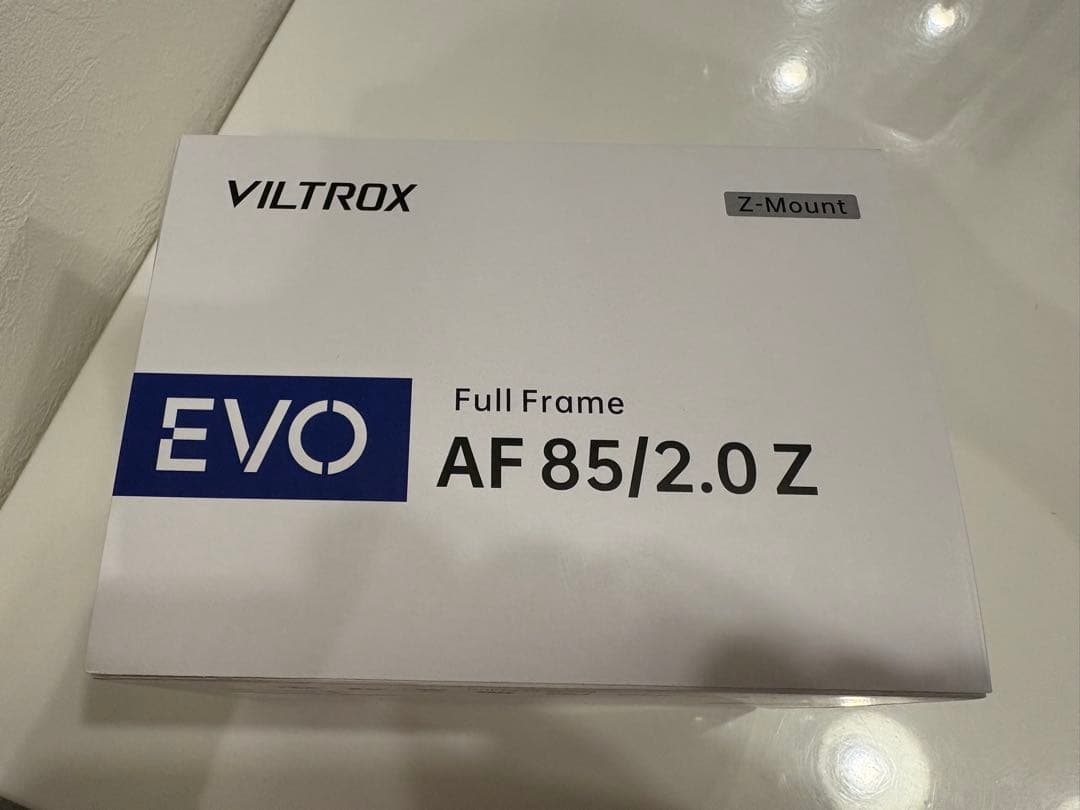 VILTROX
Z-Mount
EVO
Full Frame
AF 85/2.0 Z